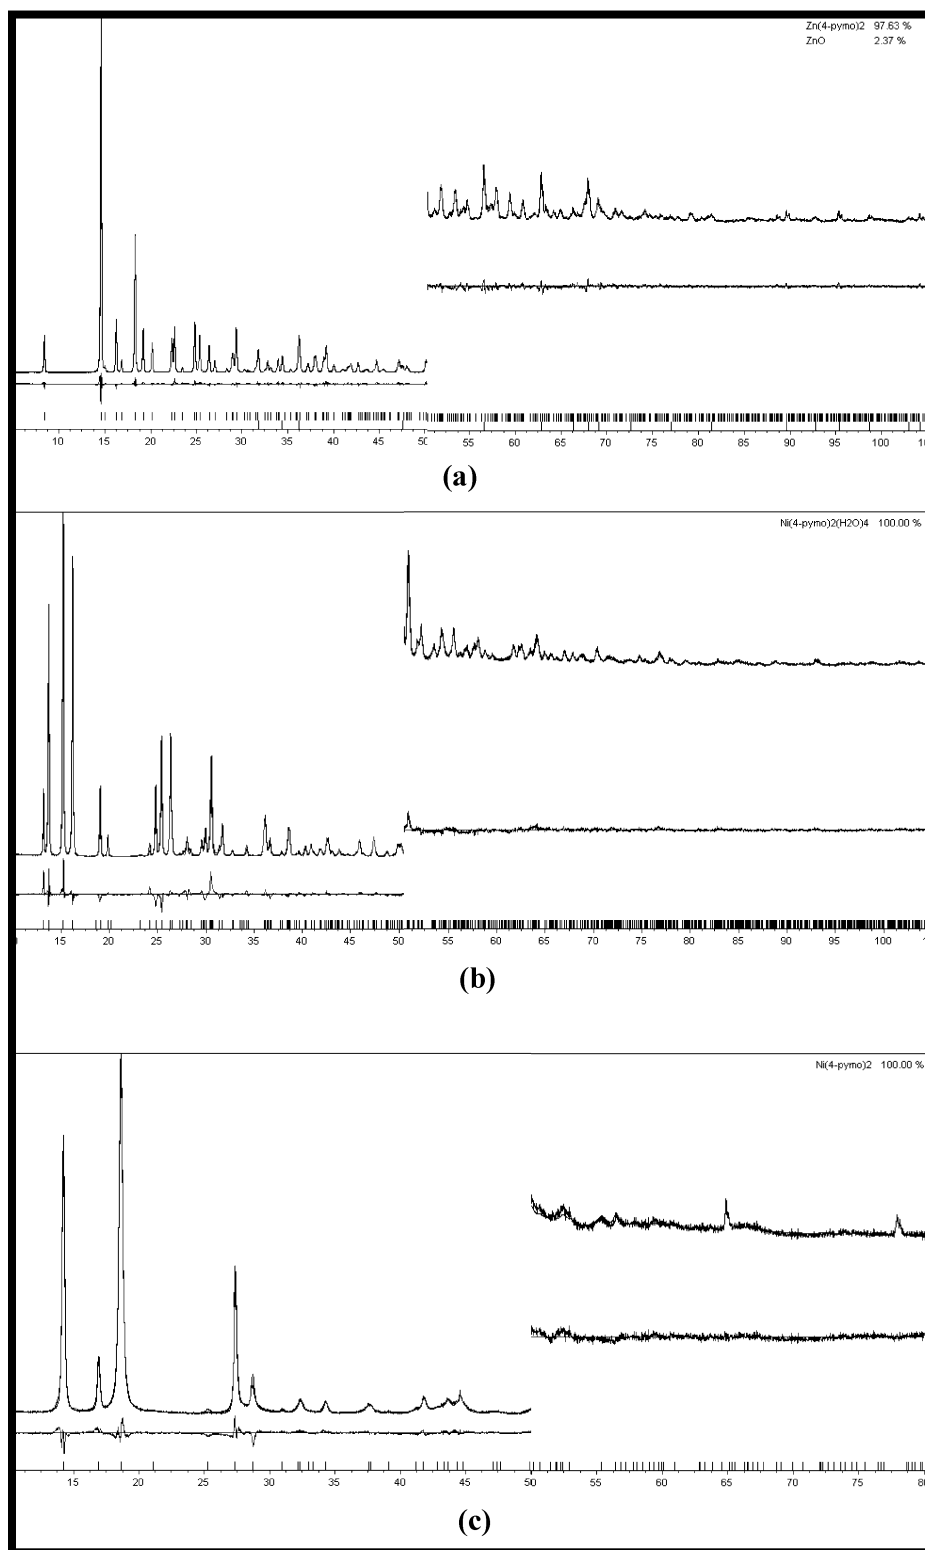 Zn(4-pymo)2 97.63 %
ZnO 2.37 %
10 15 20 25 30 35 40 45 50 55 60 65 70 75 80 85 90 95 100
(a)
Ni(4-pymo)2(H2O)4 100.00 %
15 20 25 30 35 40 45 50 55 60 65 70 75 80 85 90 95 100
(b)
Ni(4-pymo)2 100.00 %
15 20 25 30 35 40 45 50 55 60 65 70 75 80
(c)